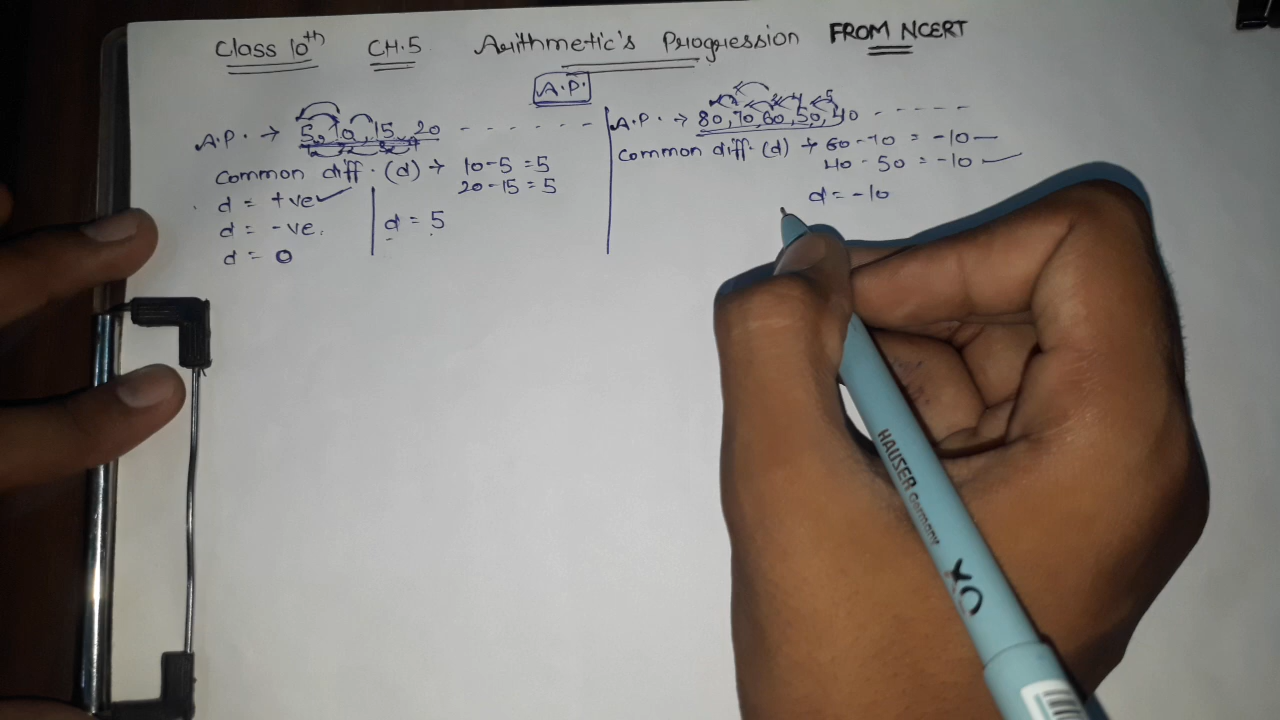 Class 10th CH.5 Arithmetic's Progression FROM NCERT
A.P.
A.P. → 5, 10, 15, 20 - - - - - - -
Common diff. (d) → 10-5 = 5
20-15 = 5
d = +ve ✓
d = -ve.
d = 0
d = 5
A.P. → 80, 70, 60, 50, 40 - - - - - -
Common diff. (d) → 60-70 = -10
40 - 50 = -10
d = -10
HAUSER Germany
XO